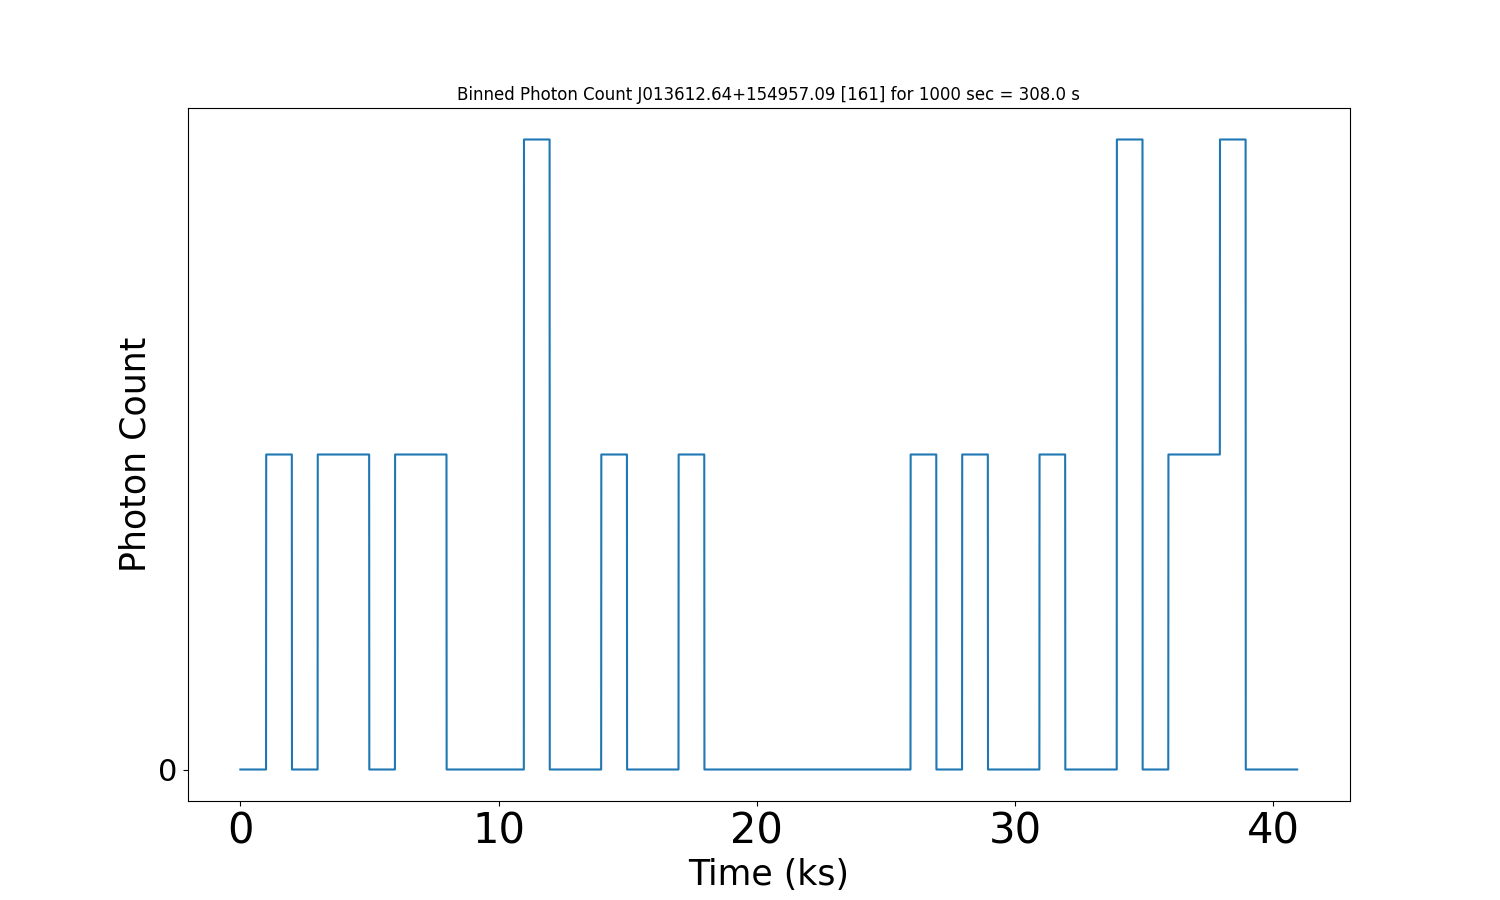 Binned Photon Count J013612.64+154957.09 [161] for 1000 sec = 308.0 s
Photon Count
0
0 10 20 30 40
Time (ks)